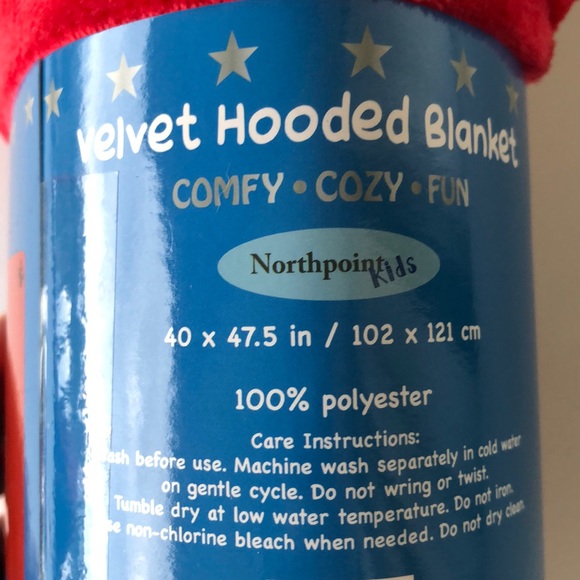 Velvet Hooded Blanket
COMFY • COZY • FUN
Northpoint Kids
40 x 47.5 in / 102 x 121 cm
100% polyester
Care Instructions:
before use. Machine wash separately in cold water
on gentle cycle. Do not wring or twist.
Tumble dry at low water temperature. Do not iron.
non-chlorine bleach when needed. Do not dry clean.